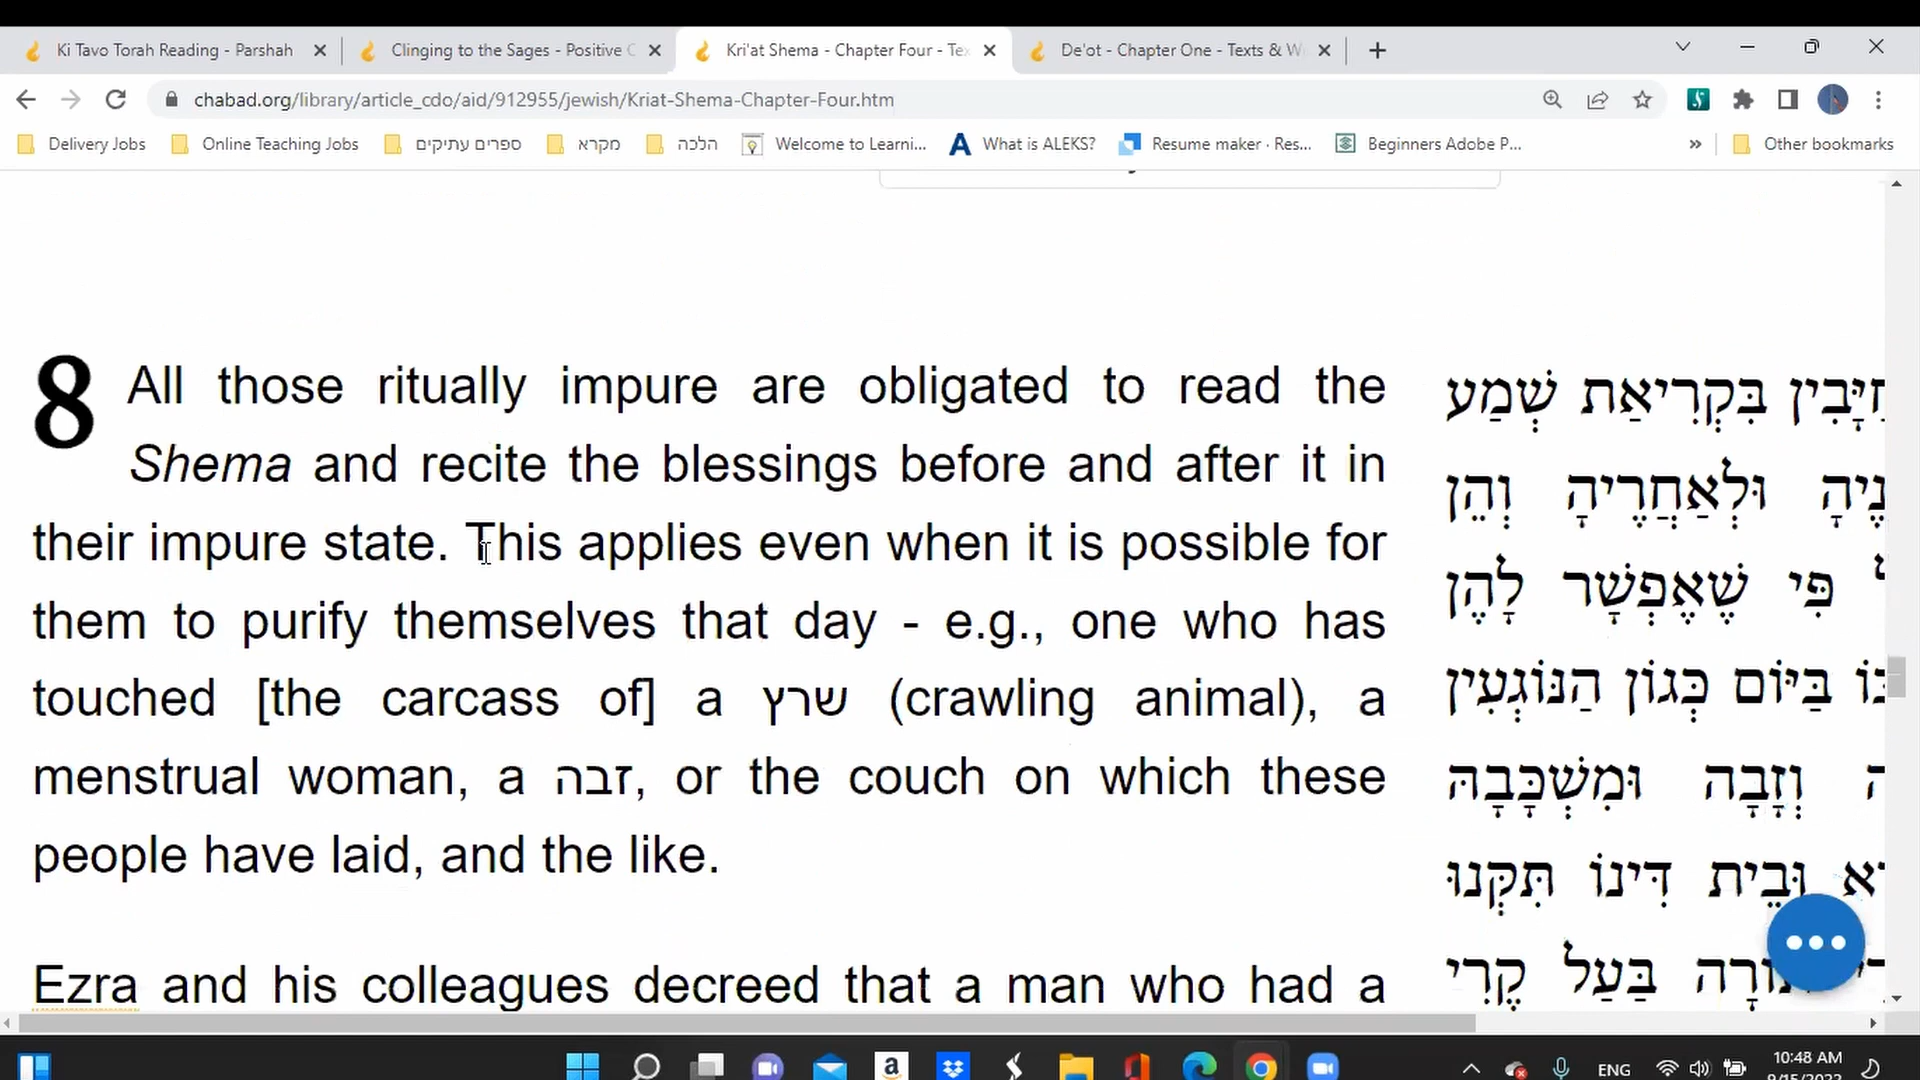 Ki Tavo Torah Reading - Parshah
Clinging to the Sages - Positive C
Kri'at Shema - Chapter Four - Tex
De'ot - Chapter One - Texts & W
chabad.org/library/article_cdo/aid/912955/jewish/Kriat-Shema-Chapter-Four.htm
Delivery Jobs
Online Teaching Jobs
ספרים עתיקים
מקרא
הלכה
Welcome to Learni...
What is ALEKS?
Resume maker · Res...
Beginners Adobe P...
»
Other bookmarks
8 All those ritually impure are obligated to read the
Shema and recite the blessings before and after it in
their impure state. This applies even when it is possible for
them to purify themselves that day - e.g., one who has
touched [the carcass of] a שרץ (crawling animal), a
menstrual woman, a זבה, or the couch on which these
people have laid, and the like.
Ezra and his colleagues decreed that a man who had a
בִּקְרִיאַת שְׁמַע
וּלְאַחֲרֶיהָ וְהֵן
פִּי שֶׁאֶפְשָׁר לָהֶן
בַּיּוֹם כְּגוֹן הַנּוֹגְעִין
וְזָבָה וּמִשְׁכָּבָהּ
וּבֵית דִּינוֹ תִּקְּנוּ
בַּעַל קֶרִי
ENG
10:48 AM
9/15/2022